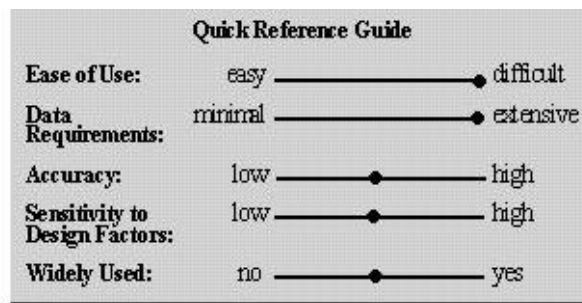 Quick Reference Guide
Ease of Use: easy difficult
Data Requirements: minimal extensive
Accuracy: low high
Sensitivity to Design Factors: low high
Widely Used: no yes